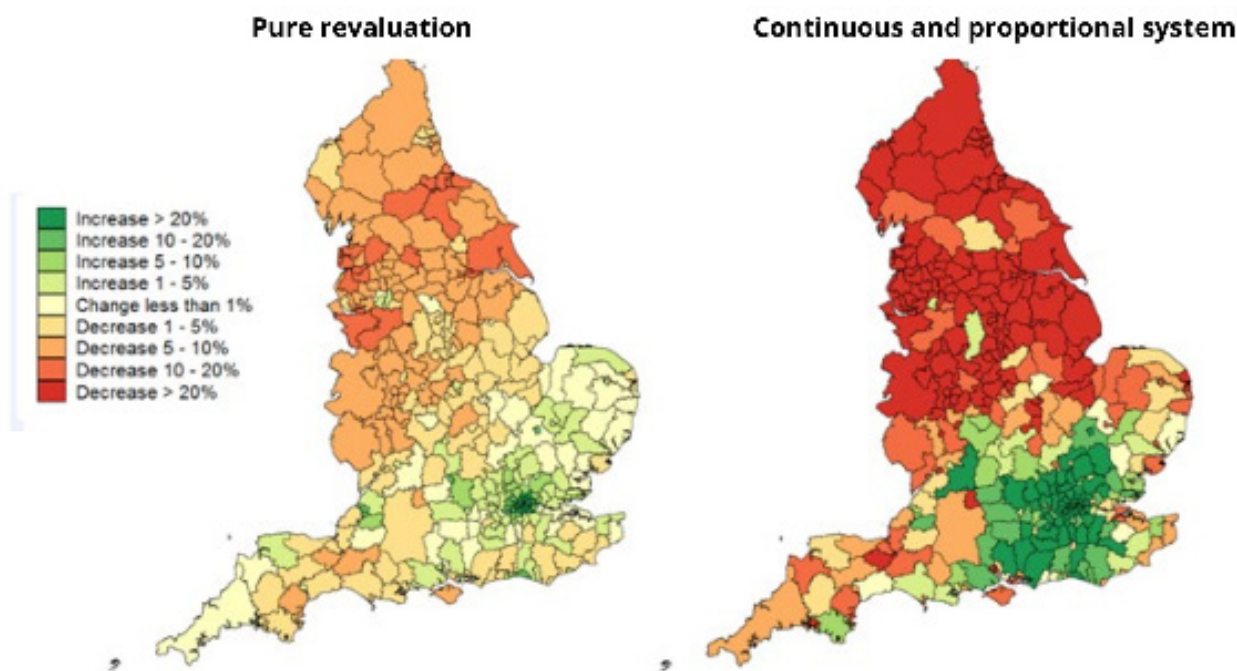 Pure revaluation
Continuous and proportional system
Increase > 20%
Increase 10 - 20%
Increase 5 - 10%
Increase 1 - 5%
Change less than 1%
Decrease 1 - 5%
Decrease 5 - 10%
Decrease 10 - 20%
Decrease > 20%